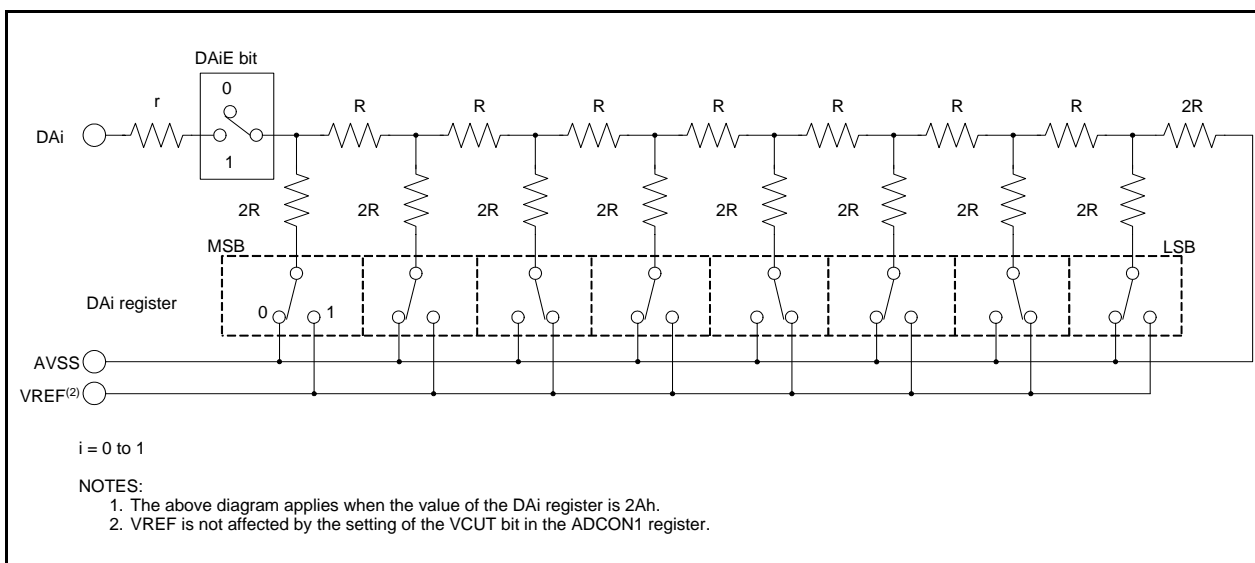 DAiE bit
0
r R R R R R R R 2R
DAi
1
2R 2R 2R 2R 2R 2R 2R 2R
MSB LSB
DAi register
0 1
AVSS
VREF(2)
i = 0 to 1
NOTES:
1. The above diagram applies when the value of the DAi register is 2Ah.
2. VREF is not affected by the setting of the VCUT bit in the ADCON1 register.